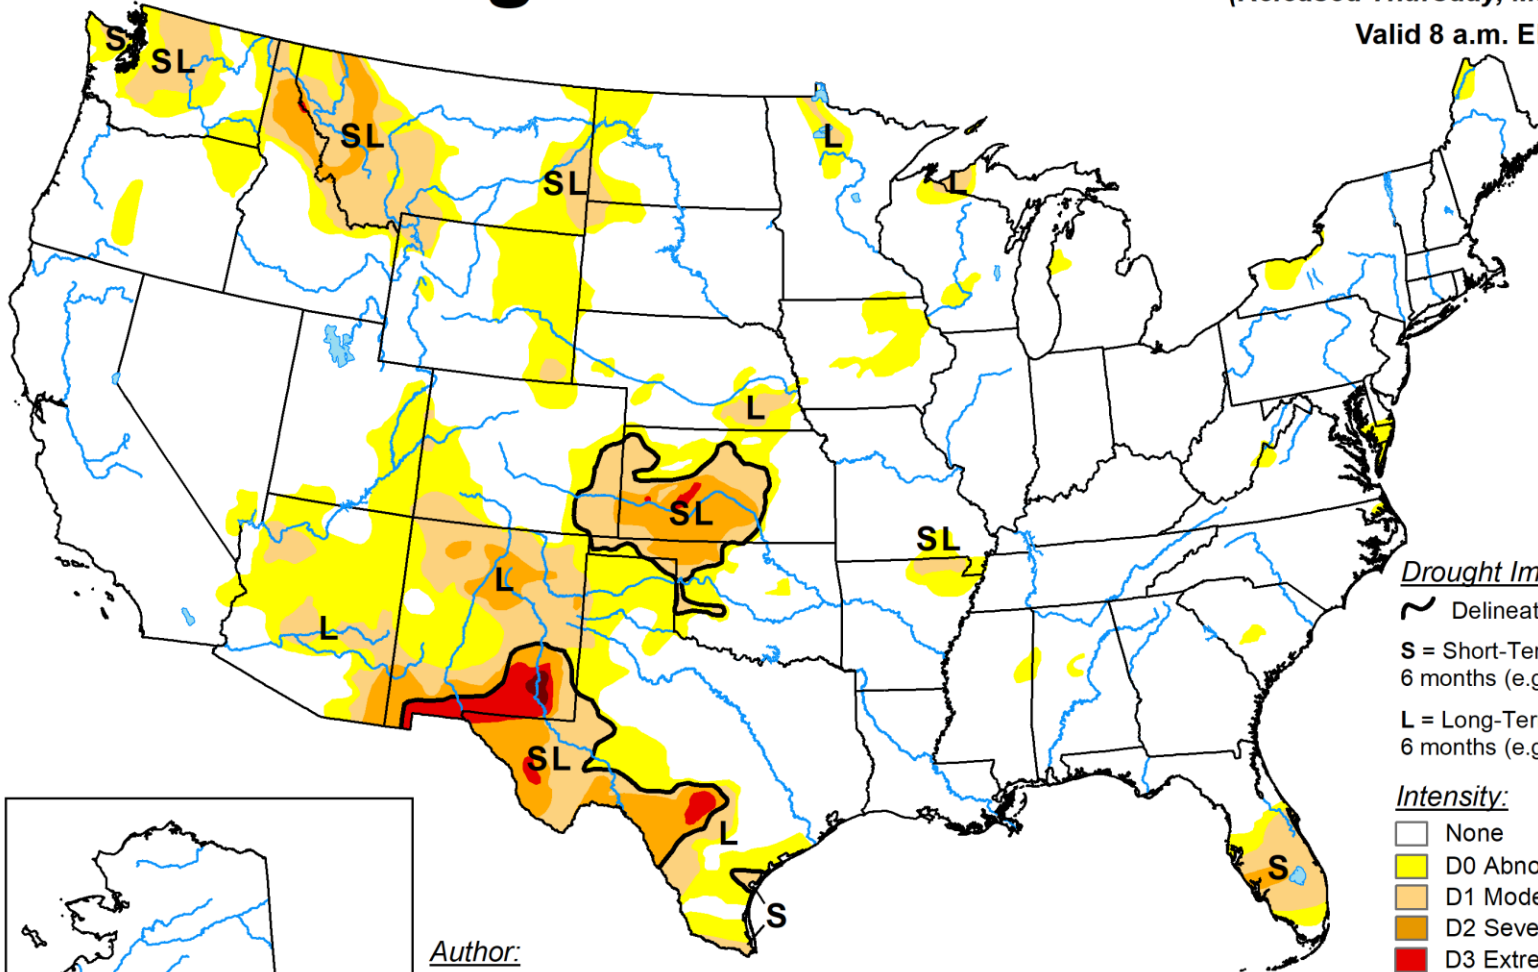 Valid 8 a.m. E
S
SL
SL
L
SL
L
L
SL
SL
L
L
SL
L
S
S
Drought Im
Delineat
S = Short-Ter
6 months (e.g
L = Long-Ter
6 months (e.g
Intensity:
None
D0 Abno
D1 Mode
D2 Seve
D3 Extre
Author: